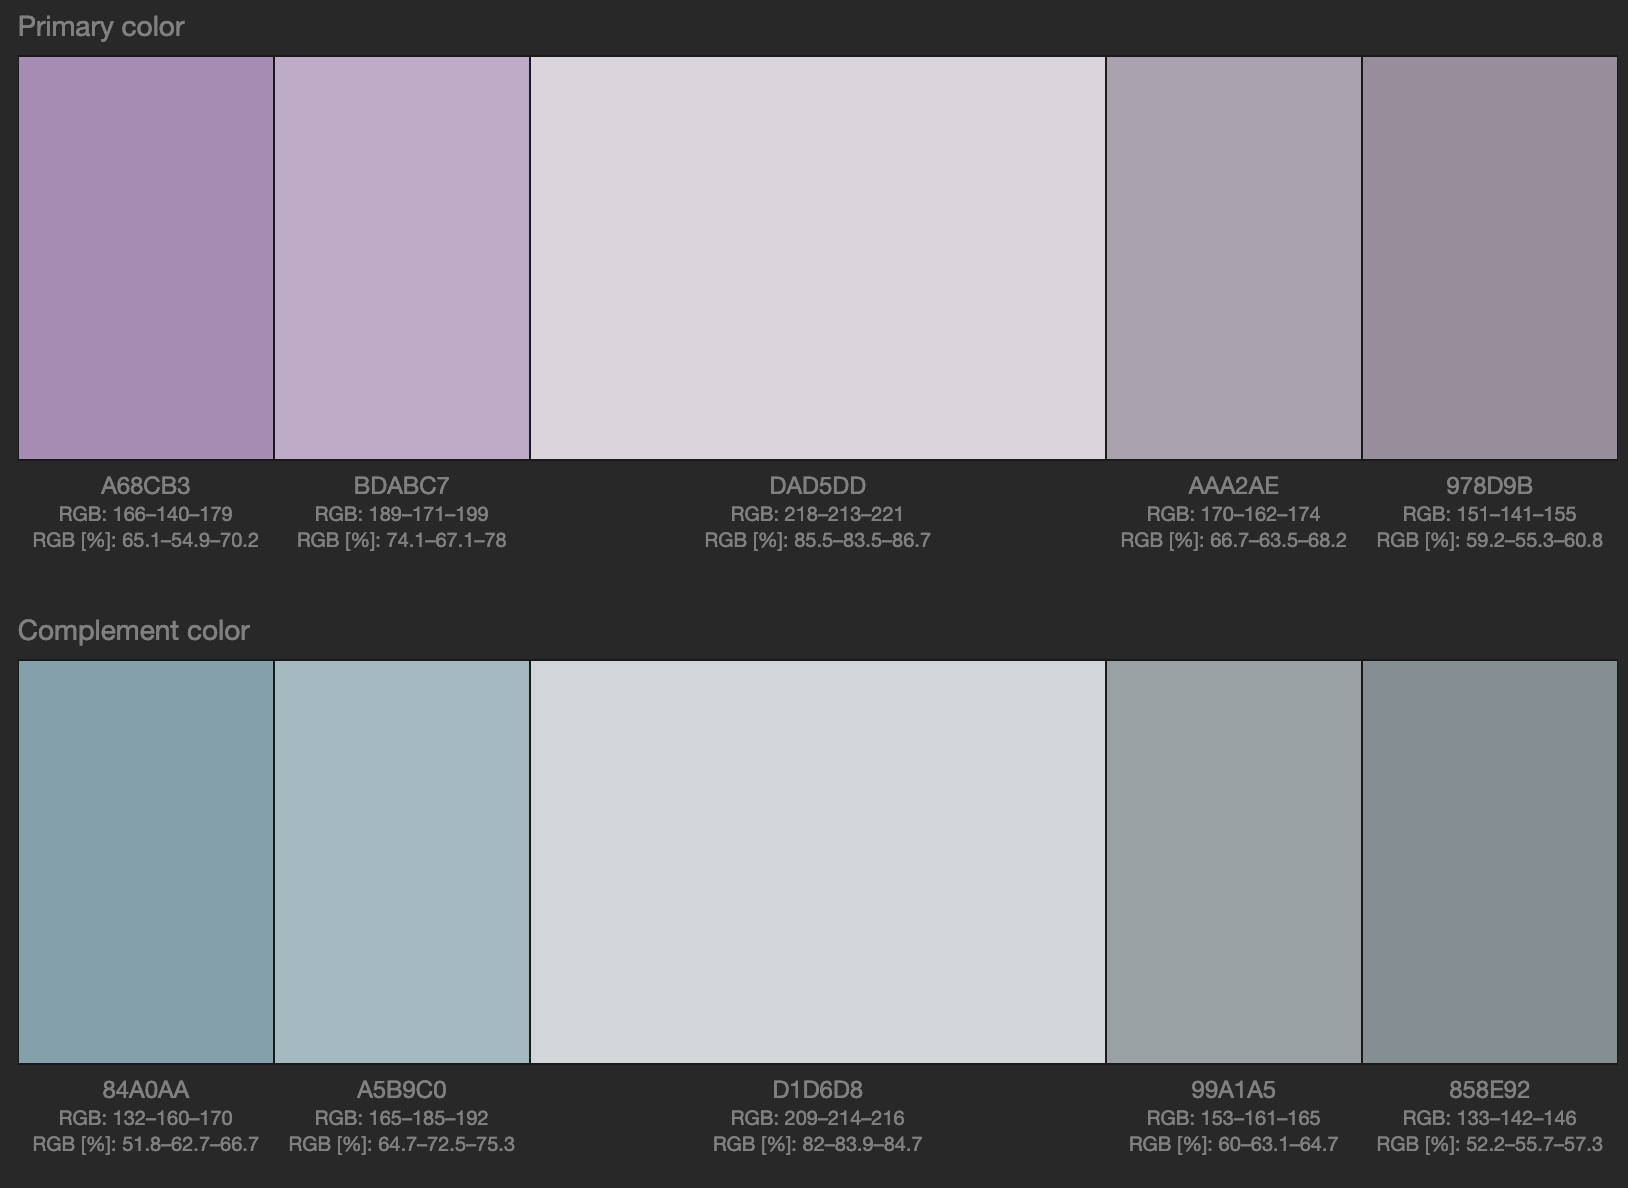 Primary color
A68CB3
RGB: 166–140–179
RGB [%]: 65.1–54.9–70.2
BDABC7
RGB: 189–171–199
RGB [%]: 74.1–67.1–78
DAD5DD
RGB: 218–213–221
RGB [%]: 85.5–83.5–86.7
AAA2AE
RGB: 170–162–174
RGB [%]: 66.7–63.5–68.2
978D9B
RGB: 151–141–155
RGB [%]: 59.2–55.3–60.8
Complement color
84A0AA
RGB: 132–160–170
RGB [%]: 51.8–62.7–66.7
A5B9C0
RGB: 165–185–192
RGB [%]: 64.7–72.5–75.3
D1D6D8
RGB: 209–214–216
RGB [%]: 82–83.9–84.7
99A1A5
RGB: 153–161–165
RGB [%]: 60–63.1–64.7
858E92
RGB: 133–142–146
RGB [%]: 52.2–55.7–57.3